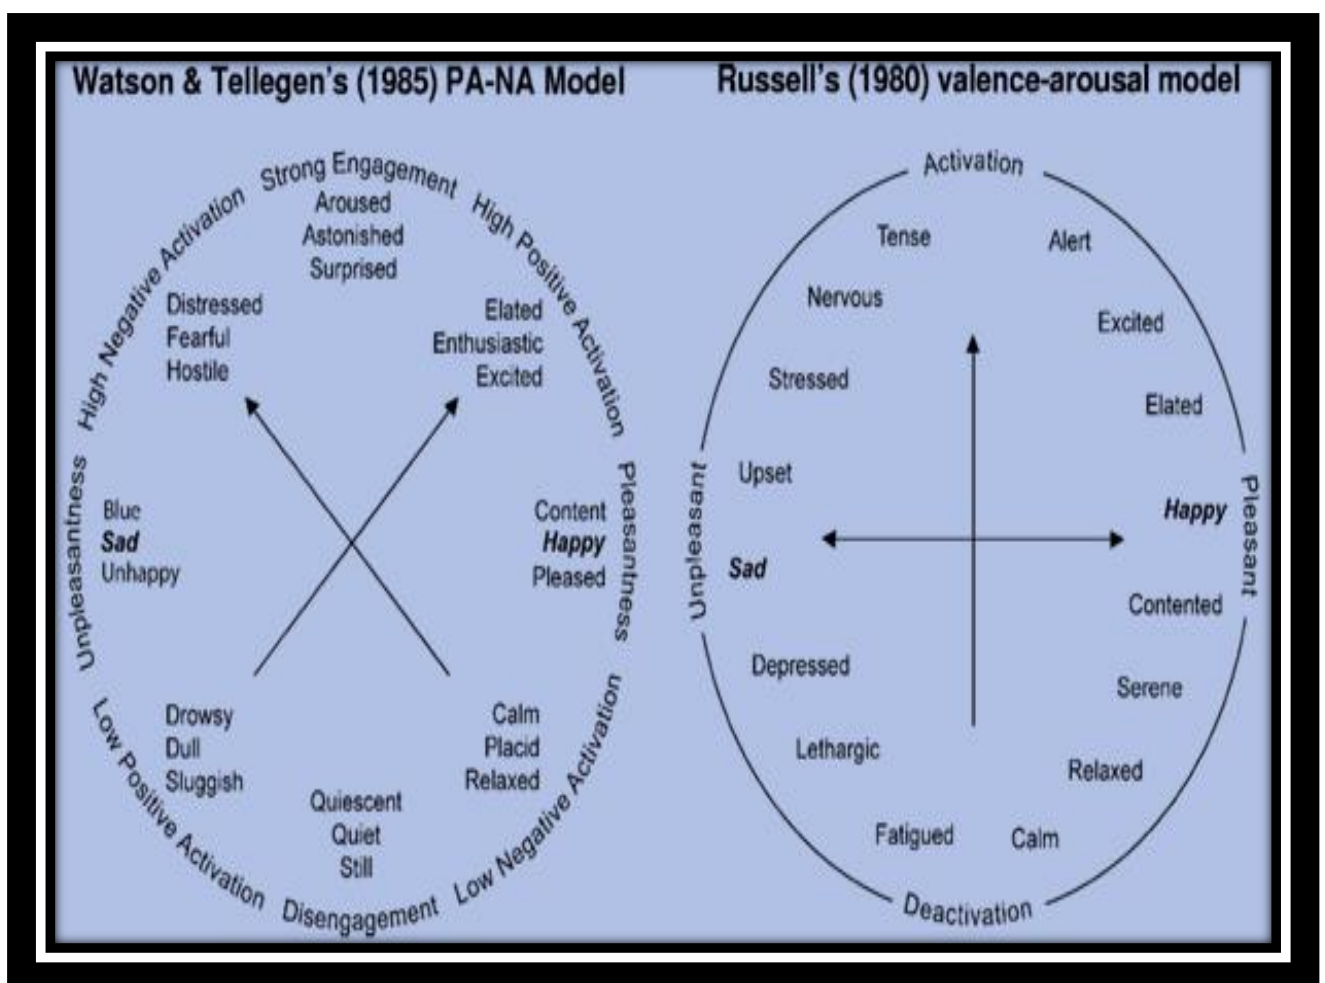 Watson & Tellegen's (1985) PA-NA Model
Strong Engagement
Aroused
Astonished
Surprised
High Negative Activation
Distressed
Fearful
Hostile
High Positive Activation
Elated
Enthusiastic
Excited
Unpleasantness
Blue
Sad
Unhappy
Pleasantness
Content
Happy
Pleased
Low Positive Activation
Drowsy
Dull
Sluggish
Low Negative Activation
Calm
Placid
Relaxed
Quiescent
Quiet
Still
Disengagement
Russell's (1980) valence-arousal model
Activation
Tense
Alert
Nervous
Excited
Stressed
Elated
Upset
Unpleasant
Happy
Pleasant
Sad
Contented
Depressed
Serene
Lethargic
Relaxed
Fatigued
Calm
Deactivation